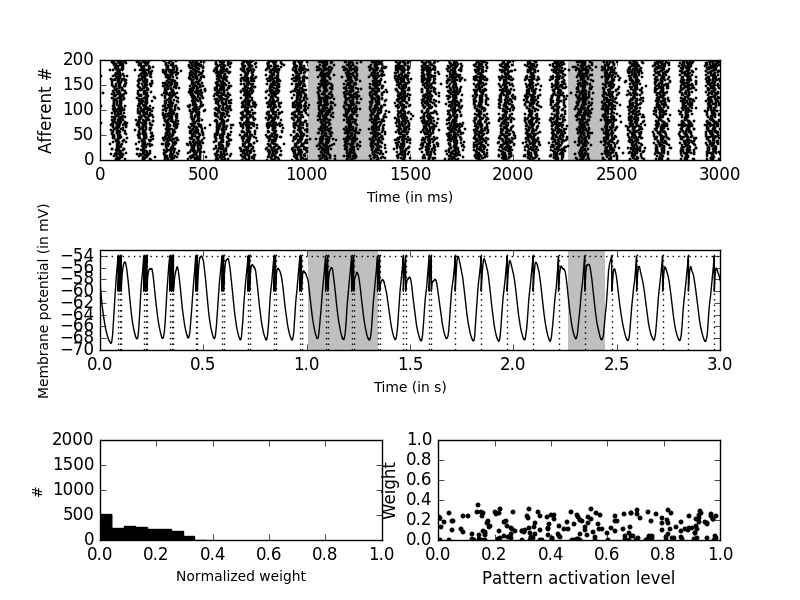 200
150
100
50
0
Afferent #
0 500 1000 1500 2000 2500 3000
Time (in ms)
Membrane potential (in mV)
−54
−56
−58
−60
−62
−64
−66
−68
−70
0.0 0.5 1.0 1.5 2.0 2.5 3.0
Time (in s)
2000
1500
1000
500
0
#
0.0 0.2 0.4 0.6 0.8 1.0
Normalized weight
1.0
0.8
0.6
0.4
0.2
0.0
Weight
0.0 0.2 0.4 0.6 0.8 1.0
Pattern activation level